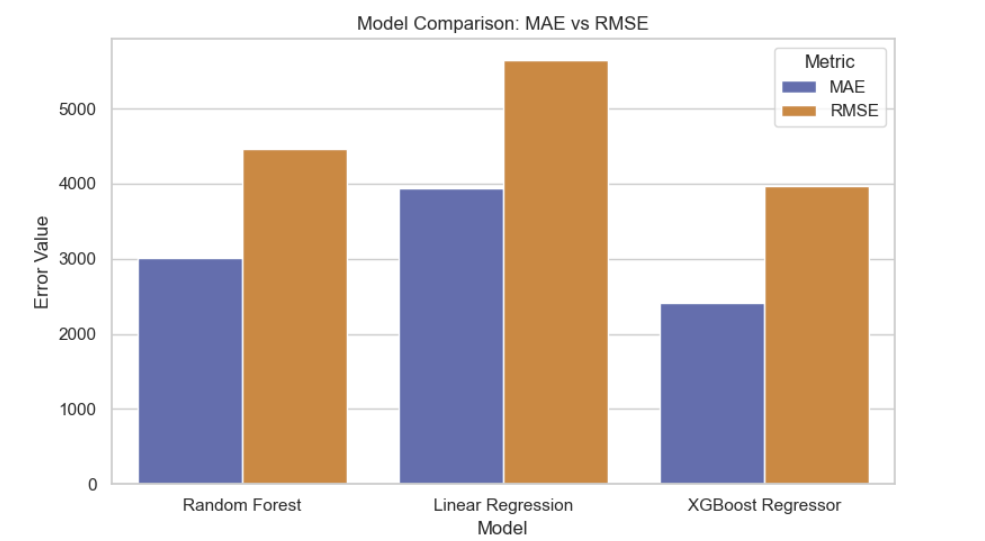 Model Comparison: MAE vs RMSE
Metric
MAE
RMSE
Error Value
5000
4000
3000
2000
1000
0
Random Forest
Linear Regression
XGBoost Regressor
Model